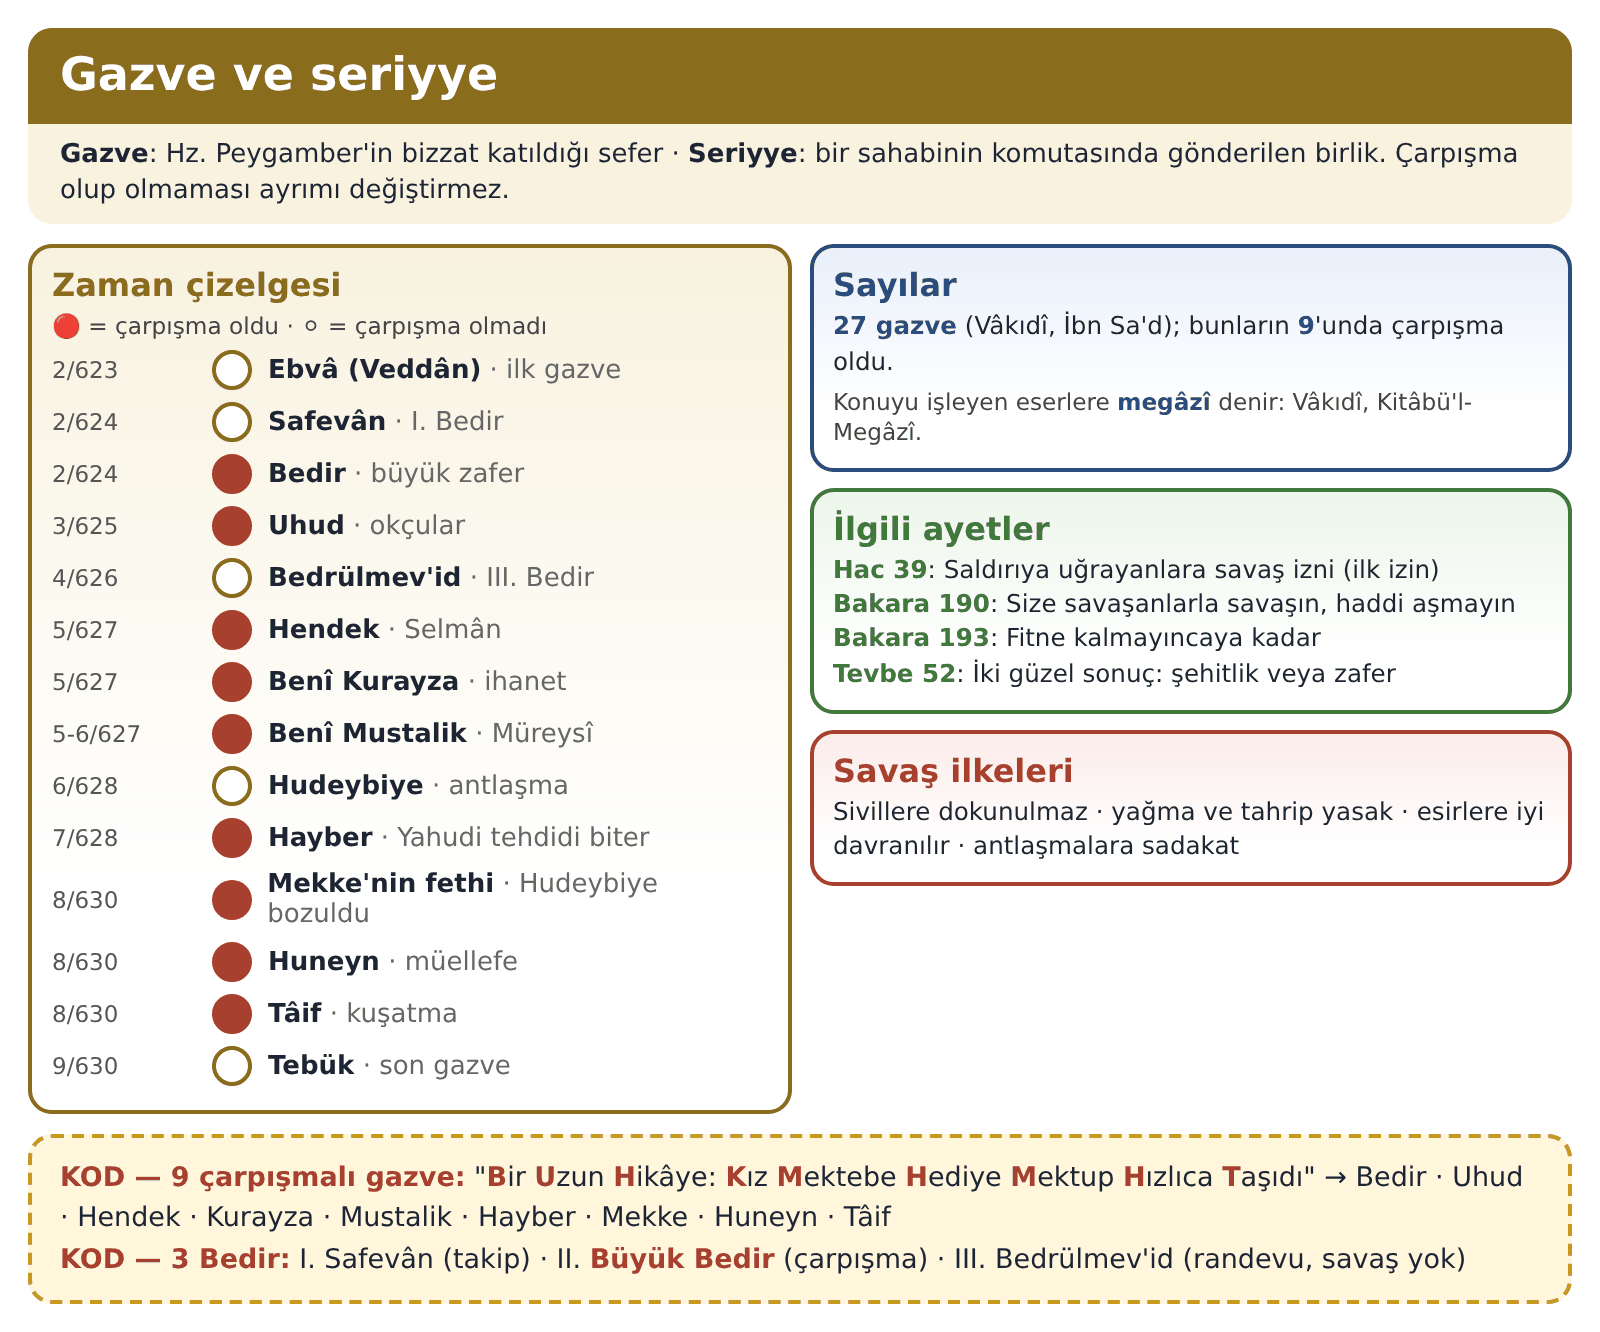 Gazve ve seriyye
Gazve: Hz. Peygamber'in bizzat katıldığı sefer · Seriyye: bir sahabinin komutasında gönderilen birlik. Çarpışma
olup olmaması ayrımı değiştirmez.
Zaman çizelgesi
🔴 = çarpışma oldu · ⚪ = çarpışma olmadı
2/623 Ebvâ (Veddân) · ilk gazve
2/624 Safevân · I. Bedir
2/624 Bedir · büyük zafer
3/625 Uhud · okçular
4/626 Bedrülmev'id · III. Bedir
5/627 Hendek · Selmân
5/627 Benî Kurayza · ihanet
5-6/627 Benî Mustalik · Müreysî
6/628 Hudeybiye · antlaşma
7/628 Hayber · Yahudi tehdidi biter
8/630 Mekke'nin fethi · Hudeybiye
bozuldu
8/630 Huneyn · müellefe
8/630 Tâif · kuşatma
9/630 Tebük · son gazve
Sayılar
27 gazve (Vâkıdî, İbn Sa'd); bunların 9'unda çarpışma
oldu.
Konuyu işleyen eserlere megâzî denir: Vâkıdî, Kitâbü'l-
Megâzî.
İlgili ayetler
Hac 39: Saldırıya uğrayanlara savaş izni (ilk izin)
Bakara 190: Size savaşanlarla savaşın, haddi aşmayın
Bakara 193: Fitne kalmayıncaya kadar
Tevbe 52: İki güzel sonuç: şehitlik veya zafer
Savaş ilkeleri
Sivillere dokunulmaz · yağma ve tahrip yasak · esirlere iyi
davranılır · antlaşmalara sadakat
KOD — 9 çarpışmalı gazve: "Bir Uzun Hikâye: Kız Mektebe Hediye Mektup Hızlıca Taşıdı" → Bedir · Uhud
· Hendek · Kurayza · Mustalik · Hayber · Mekke · Huneyn · Tâif
KOD — 3 Bedir: I. Safevân (takip) · II. Büyük Bedir (çarpışma) · III. Bedrülmev'id (randevu, savaş yok)